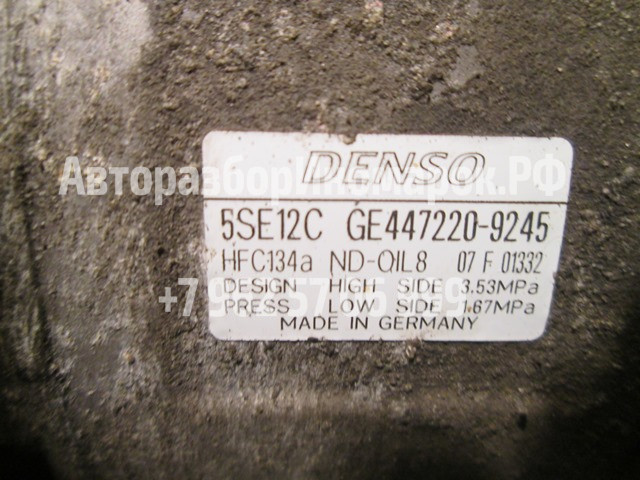 DENSO
5SE12C GE447220-9245
HFC134a ND-OIL8 07 F 01332
DESIGN HIGH SIDE 3.53MPa
PRESS LOW SIDE 1.67MPa
MADE IN GERMANY